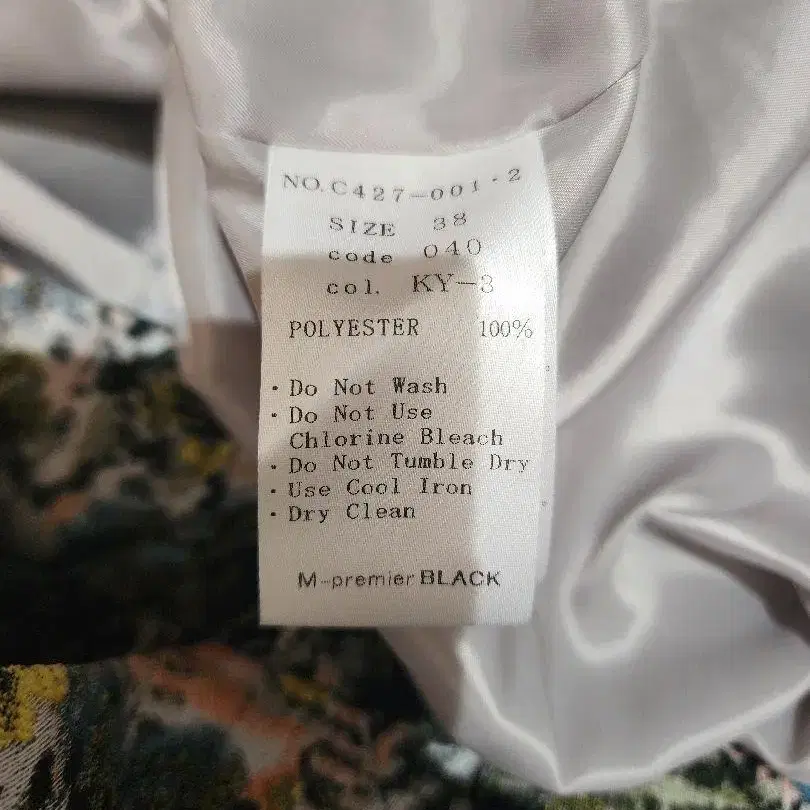 NO.C427-001・2
SIZE 38
code 040
col. KY-3
POLYESTER 100%
・Do Not Wash
・Do Not Use
Chlorine Bleach
・Do Not Tumble Dry
・Use Cool Iron
・Dry Clean
M-premier BLACK